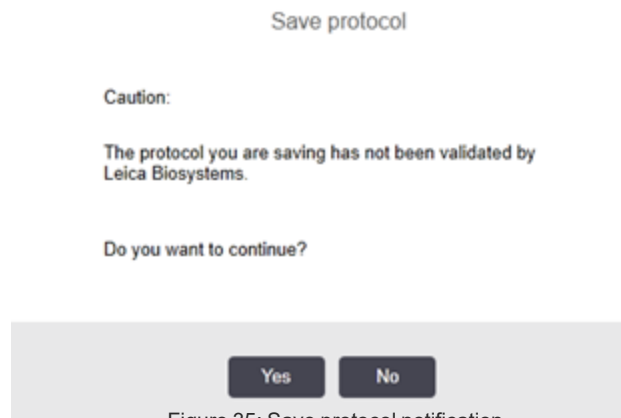 Save protocol
Caution:
The protocol you are saving has not been validated by
Leica Biosystems.
Do you want to continue?
Yes No
Figure 35: Save protocol notification